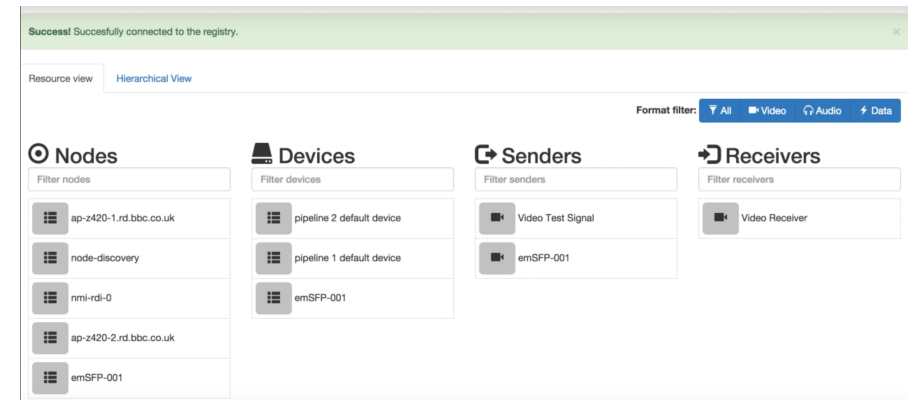 Success! Succesfully connected to the registry. ×
Resource view Hierarchical View
Format filter: All Video Audio Data
Nodes Devices Senders Receivers
Filter nodes Filter devices Filter senders Filter receivers
ap-z420-1.rd.bbc.co.uk pipeline 2 default device Video Test Signal Video Receiver
node-discovery pipeline 1 default device emSFP-001
nmi-rdi-0 emSFP-001
ap-z420-2.rd.bbc.co.uk
emSFP-001